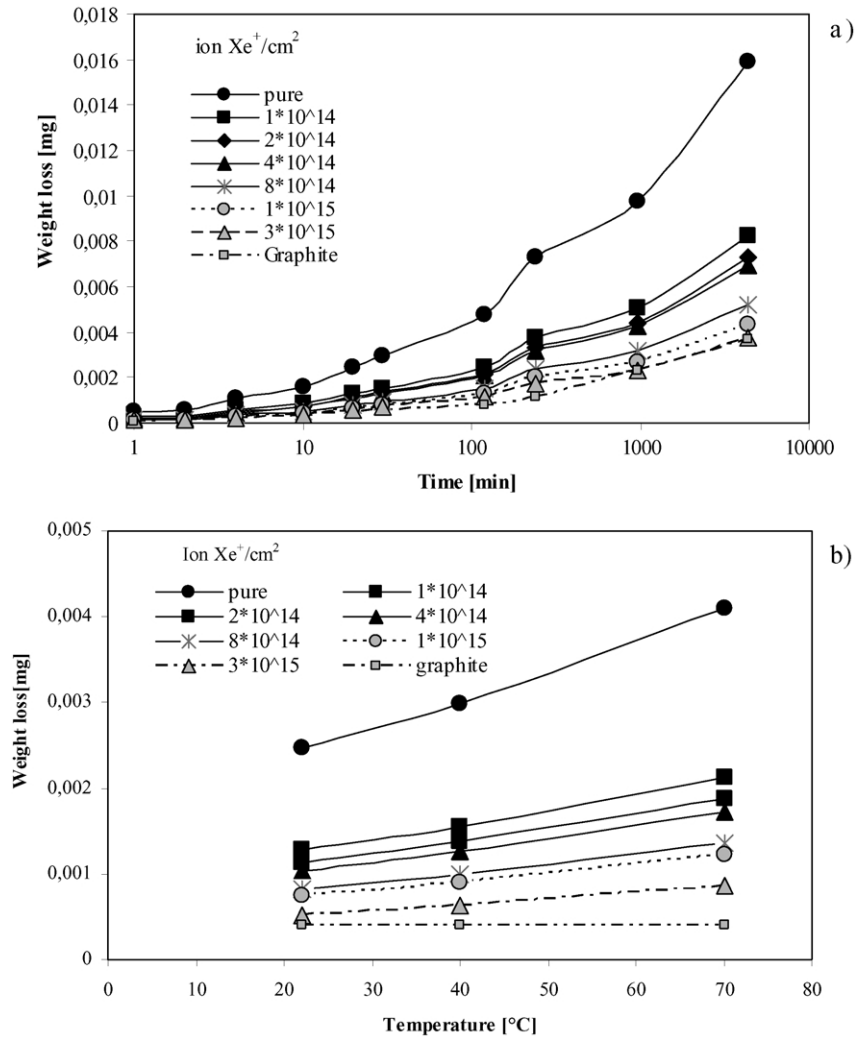 a)
ion Xe⁺/cm²
pure
1*10^14
2*10^14
4*10^14
8*10^14
1*10^15
3*10^15
Graphite
Weight loss [mg]
0,018
0,016
0,014
0,012
0,01
0,008
0,006
0,004
0,002
0
1 10 100 1000 10000
Time [min]
b)
Ion Xe⁺/cm²
pure 1*10^14
2*10^14 4*10^14
8*10^14 1*10^15
3*10^15 graphite
Weight loss[mg]
0,005
0,004
0,003
0,002
0,001
0
0 10 20 30 40 50 60 70 80
Temperature [°C]